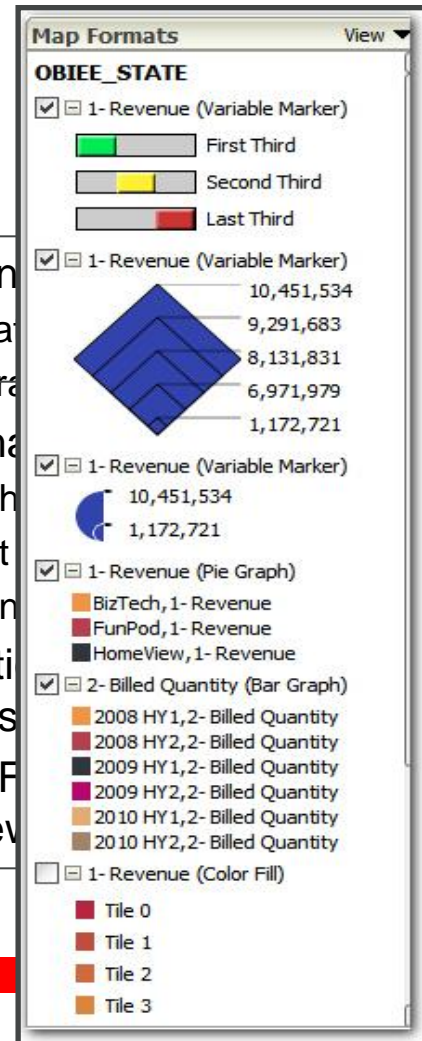 Map Formats View
OBIEE_STATE
1- Revenue (Variable Marker)
First Third
Second Third
Last Third
1- Revenue (Variable Marker)
10,451,534
9,291,683
8,131,831
6,971,979
1,172,721
1- Revenue (Variable Marker)
10,451,534
1,172,721
1- Revenue (Pie Graph)
BizTech,1- Revenue
FunPod,1- Revenue
HomeView,1- Revenue
2- Billed Quantity (Bar Graph)
2008 HY1,2- Billed Quantity
2008 HY2,2- Billed Quantity
2009 HY1,2- Billed Quantity
2009 HY2,2- Billed Quantity
2010 HY1,2- Billed Quantity
2010 HY2,2- Billed Quantity
1- Revenue (Color Fill)
Tile 0
Tile 1
Tile 2
Tile 3